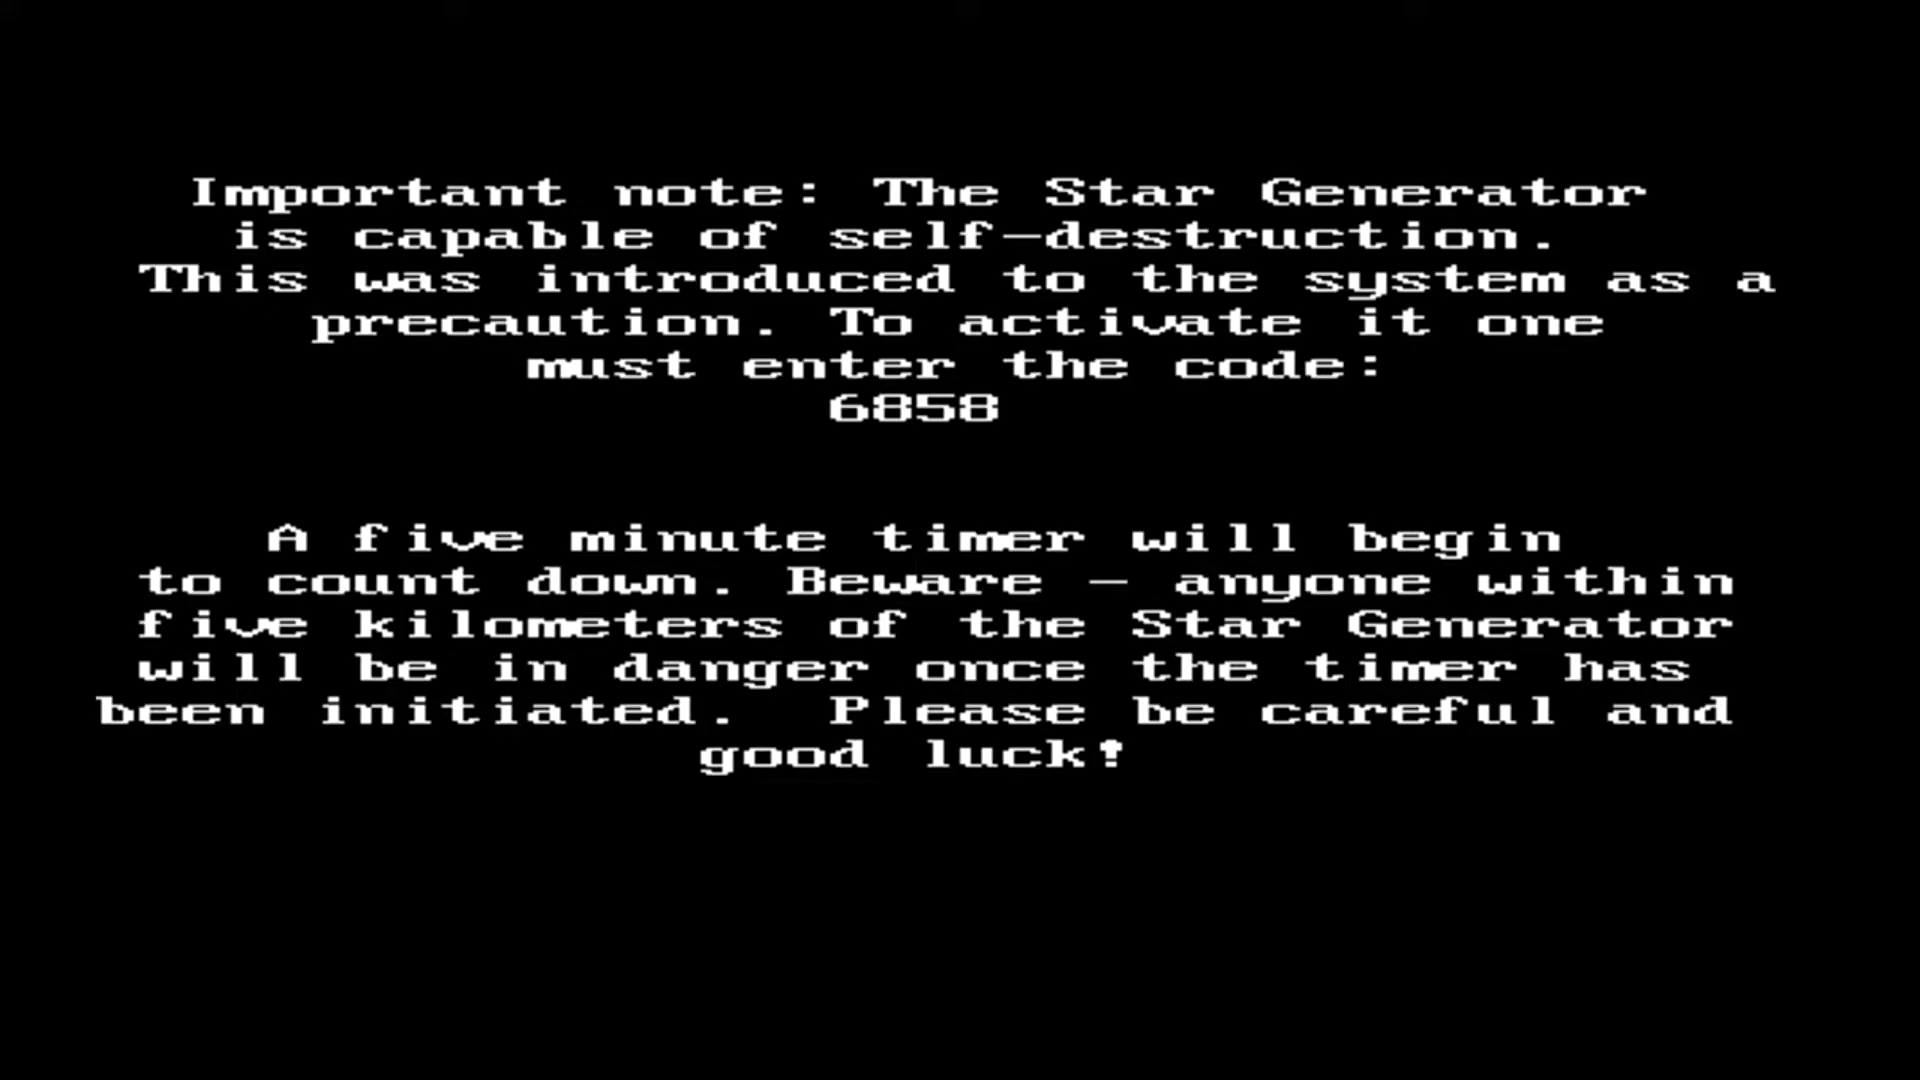 Important note: The Star Generator
is capable of self-destruction.
This was introduced to the system as a
precaution. To activate it one
must enter the code:
6858
A five minute timer will begin
to count down. Beware - anyone within
five kilometers of the Star Generator
will be in danger once the timer has
been initiated.  Please be careful and
good luck!